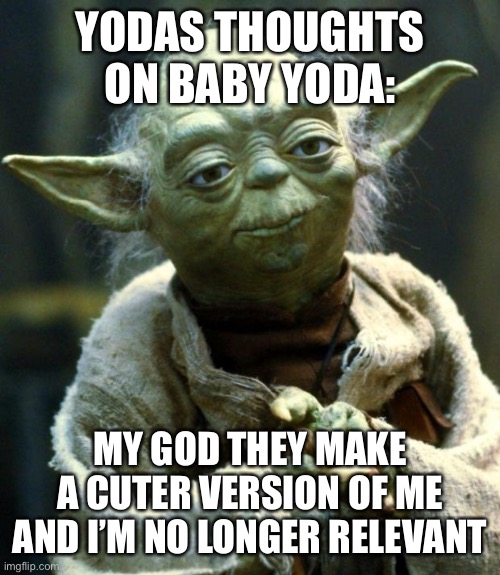 YODAS THOUGHTS
ON BABY YODA:
MY GOD THEY MAKE
A CUTER VERSION OF ME
AND I'M NO LONGER RELEVANT
imgflip.com